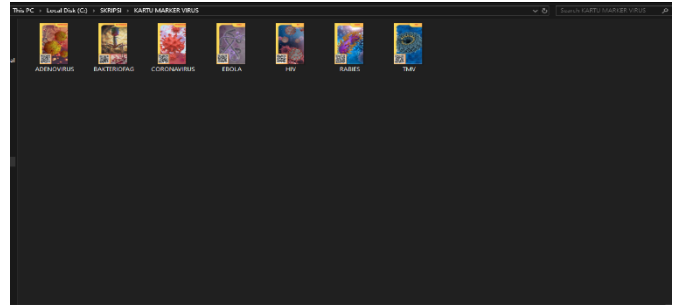 This PC › Local Disk (C:) › SKRIPSI › KARTU MARKER VIRUS
Search KARTU MARKER VIRUS
ADENOVIRUS BAKTERIOFAG CORONAVIRUS EBOLA HIV RABIES TMV